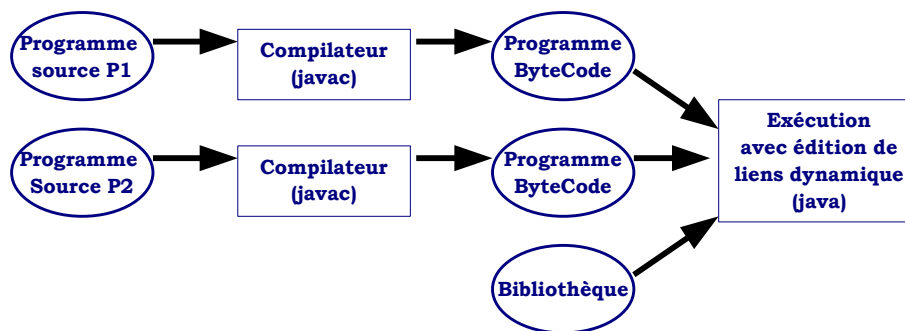 Programme
source P1
Compilateur
(javac)
Programme
ByteCode
Programme
Source P2
Compilateur
(javac)
Programme
ByteCode
Exécution
avec édition de
liens dynamique
(java)
Bibliothèque